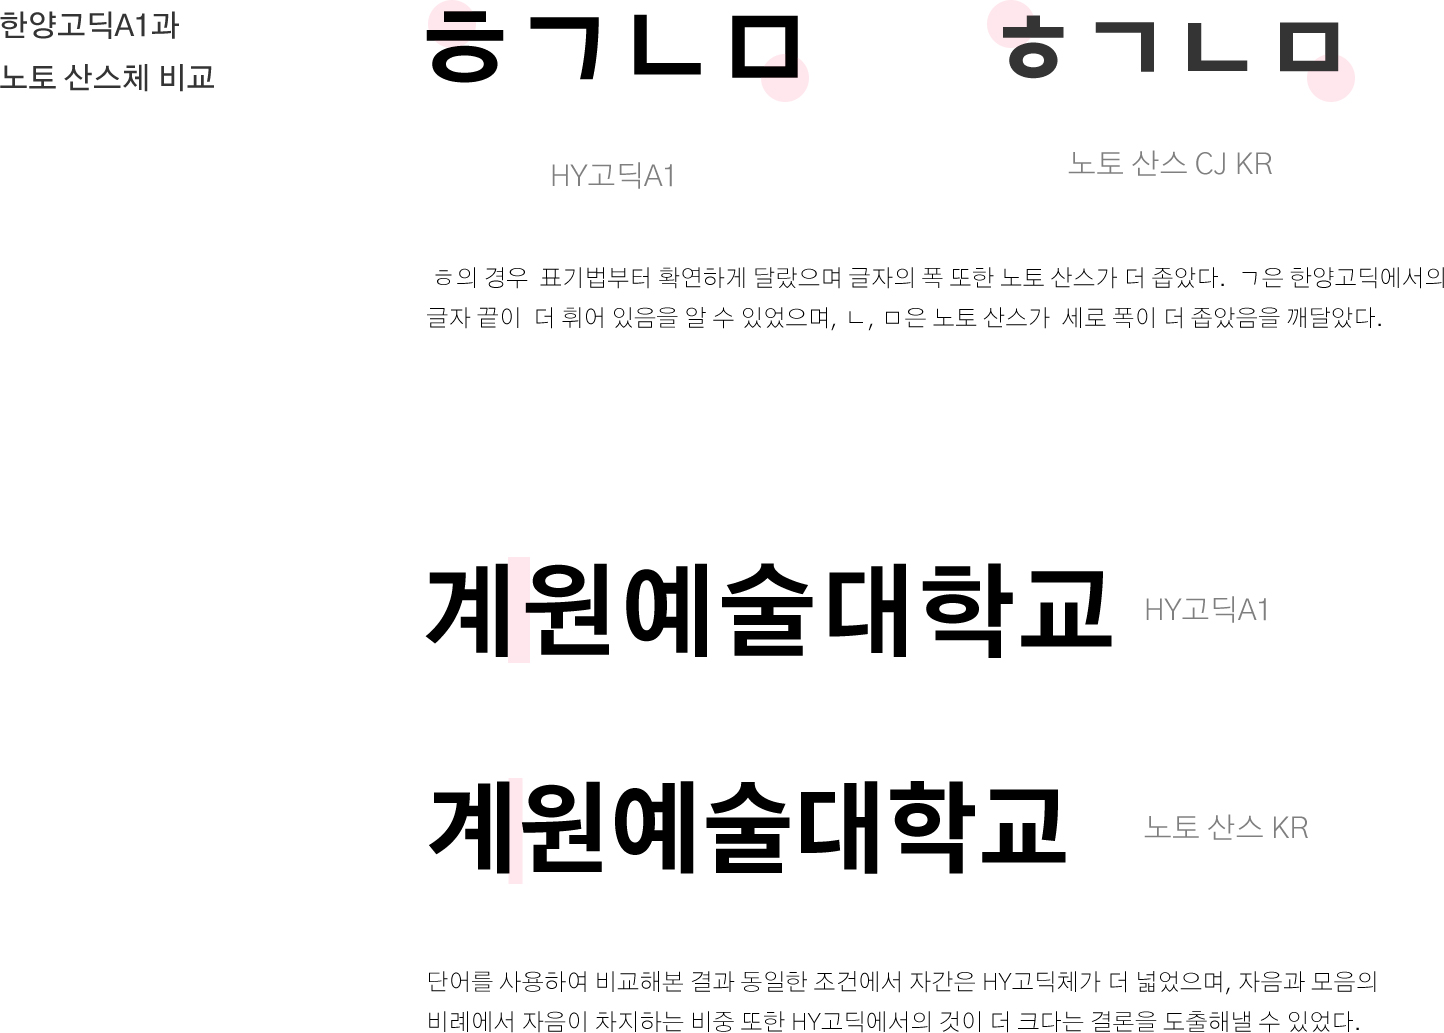 한양고딕A1과
노토 산스체 비교
ㅎㄱㄴㅁ
ㅎㄱㄴㅁ
HY고딕A1
노토 산스 CJ KR
ㅎ의 경우 표기법부터 확연하게 달랐으며 글자의 폭 또한 노토 산스가 더 좁았다. ㄱ은 한양고딕에서의
글자 끝이 더 휘어 있음을 알 수 있었으며, ㄴ, ㅁ은 노토 산스가 세로 폭이 더 좁았음을 깨달았다.
계원예술대학교
HY고딕A1
계원예술대학교
노토 산스 KR
단어를 사용하여 비교해본 결과 동일한 조건에서 자간은 HY고딕체가 더 넓었으며, 자음과 모음의
비례에서 자음이 차지하는 비중 또한 HY고딕에서의 것이 더 크다는 결론을 도출해낼 수 있었다.